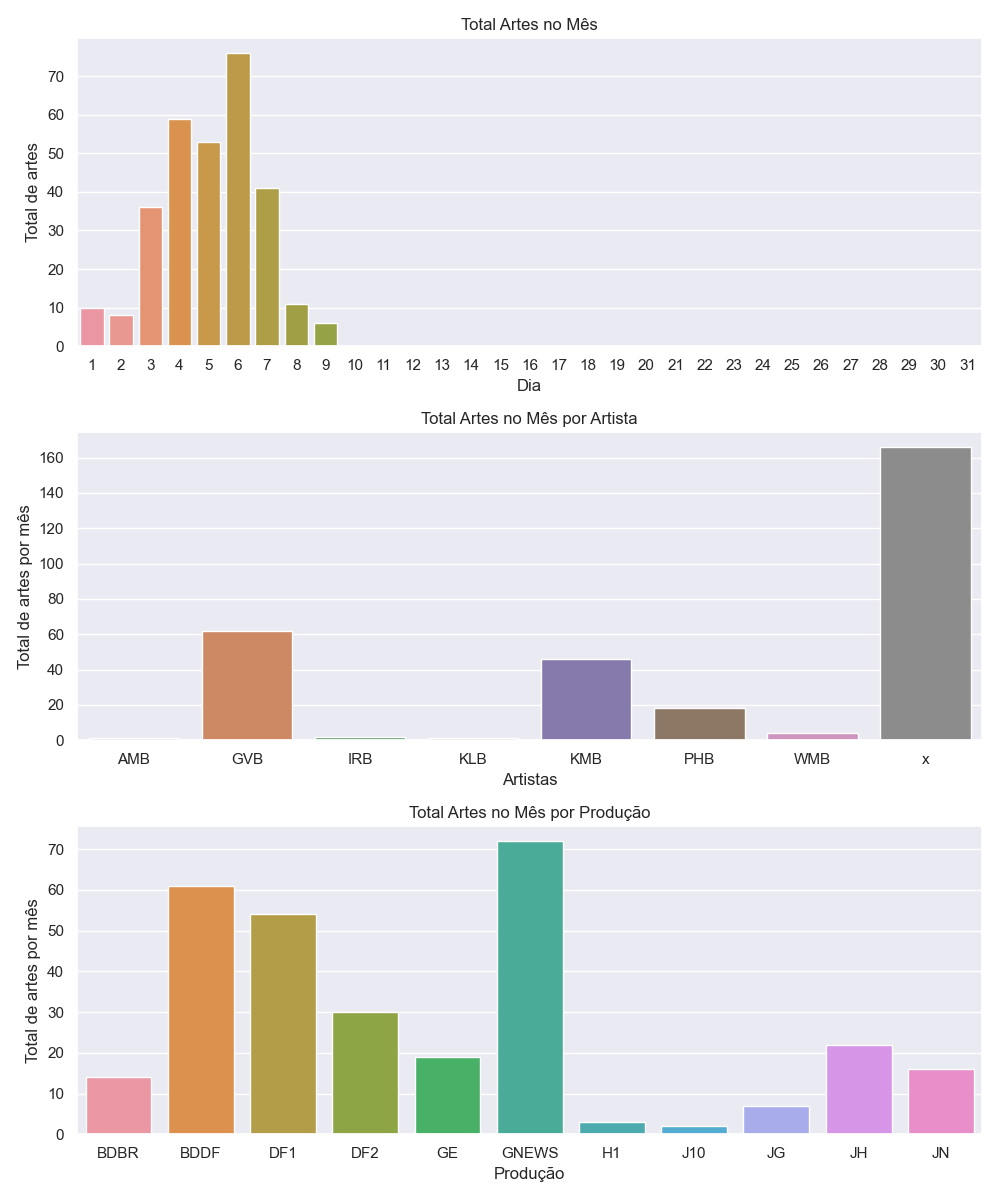 Total Artes no Mês
70
60
50
40
30
20
10
0
Total de artes
1 2 3 4 5 6 7 8 9 10 11 12 13 14 15 16 17 18 19 20 21 22 23 24 25 26 27 28 29 30 31
Dia
Total Artes no Mês por Artista
160
140
120
100
80
60
40
20
0
Total de artes por mês
AMB GVB IRB KLB KMB PHB WMB x
Artistas
Total Artes no Mês por Produção
70
60
50
40
30
20
10
0
Total de artes por mês
BDBR BDDF DF1 DF2 GE GNEWS H1 J10 JG JH JN
Produção